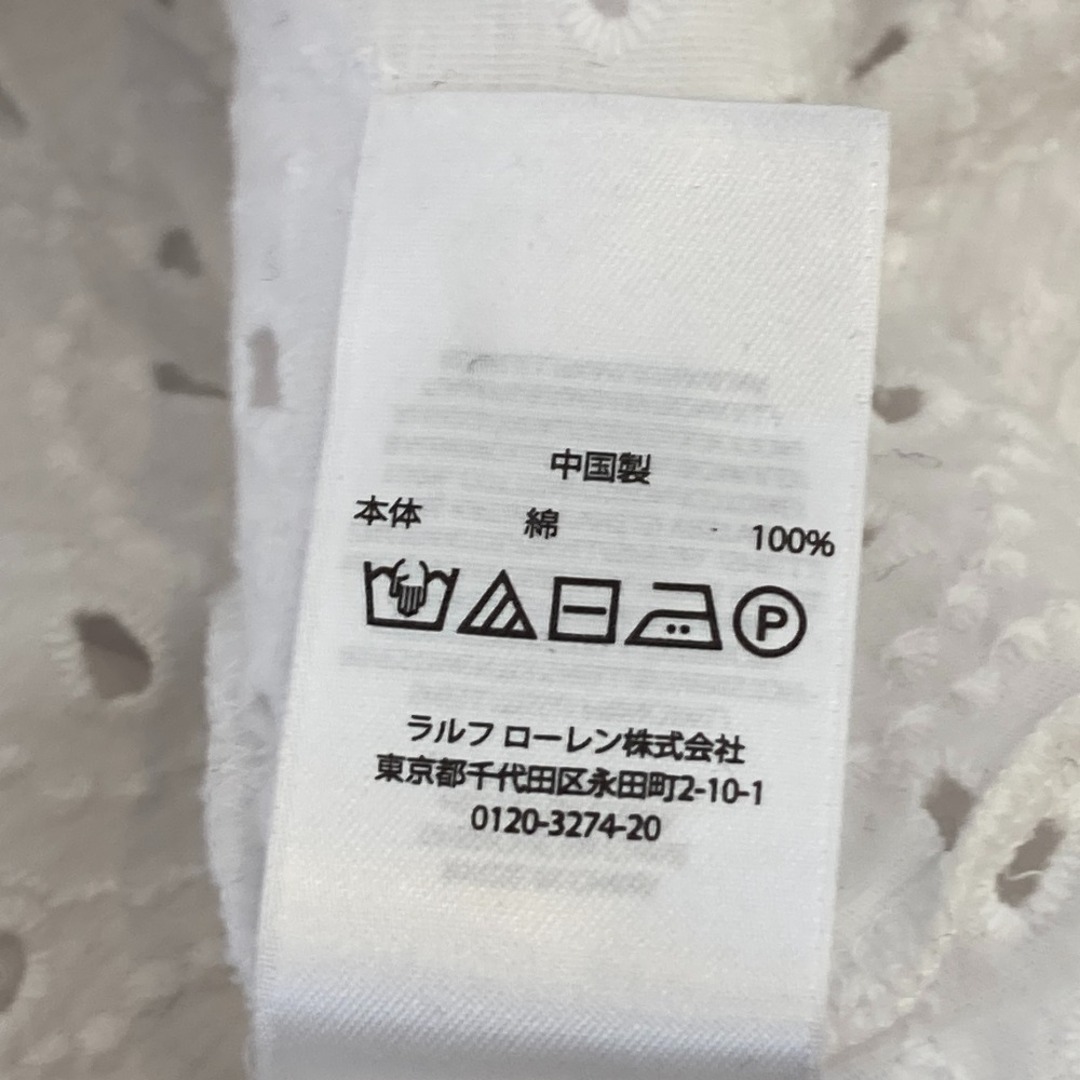 中国製
本体 綿 100%
P
ラルフ ローレン株式会社
東京都千代田区永田町2-10-1
0120-3274-20